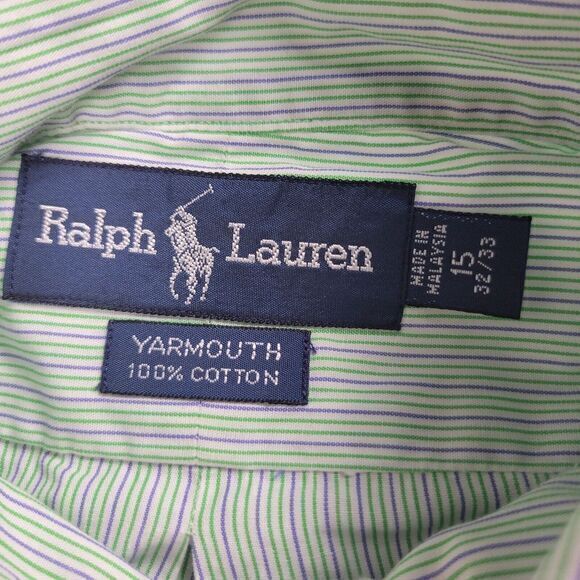 Ralph Lauren
MADE IN
MALAYSIA
15
32/33
YARMOUTH
100% COTTON